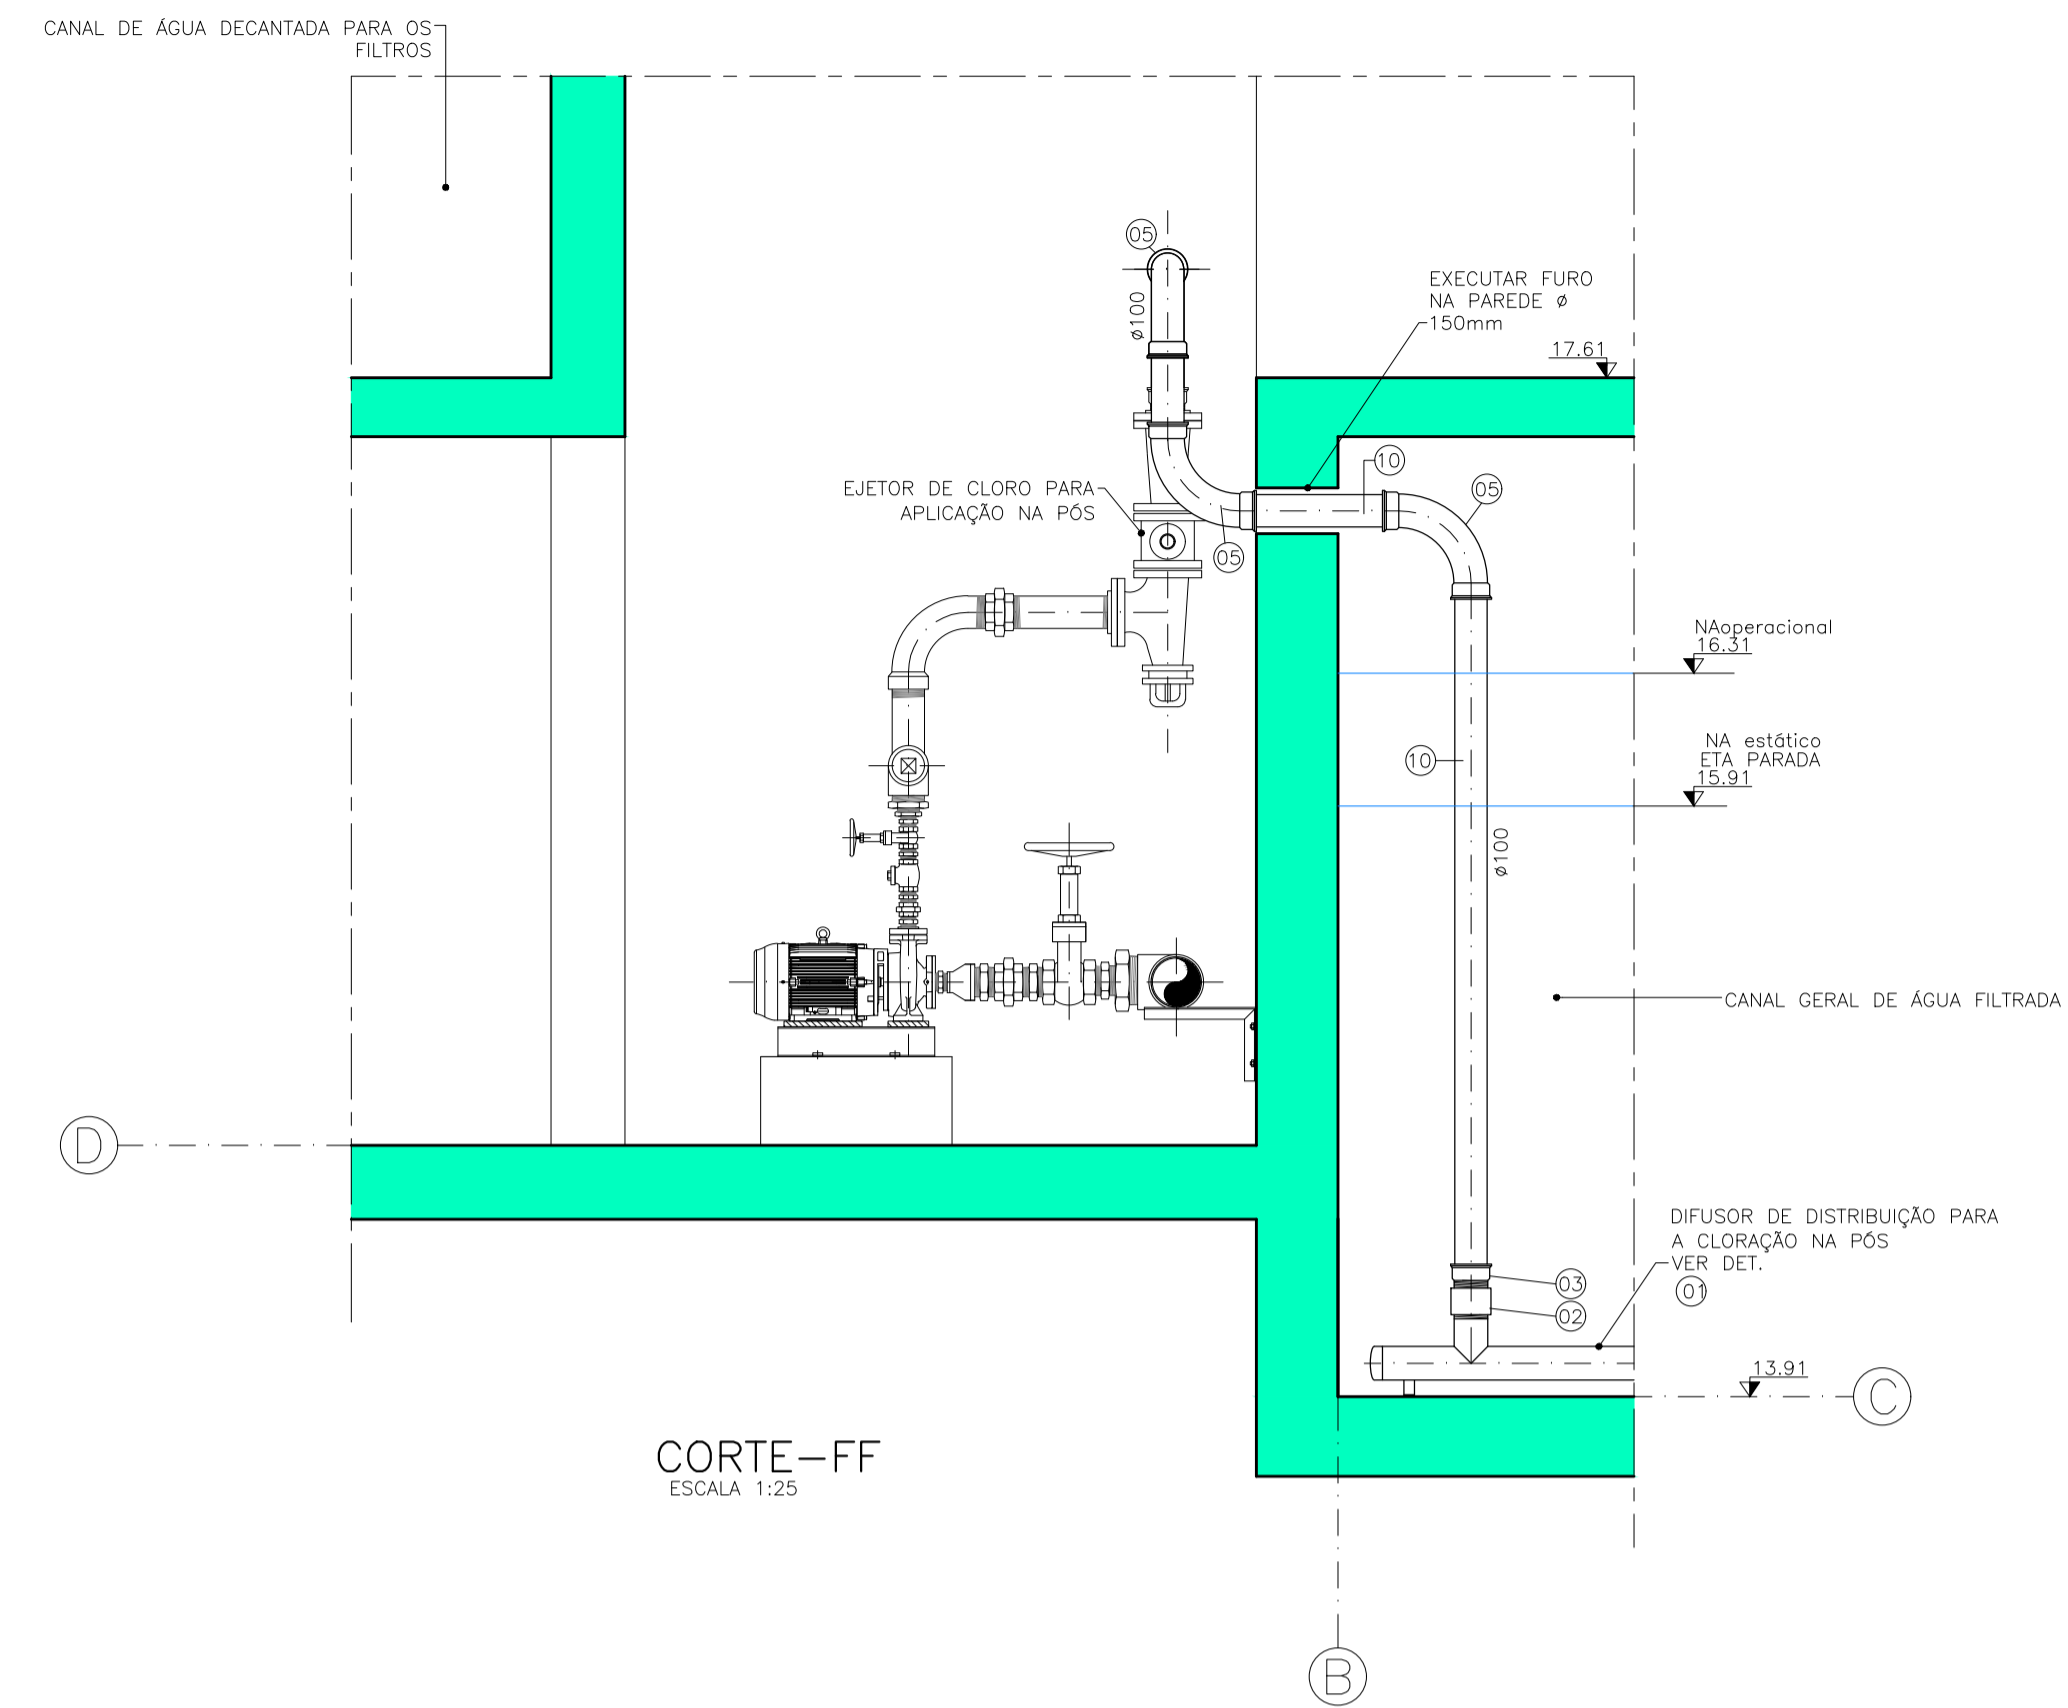 CANAL DE ÁGUA DECANTADA PARA OS
FILTROS
05
ø100
EXECUTAR FURO
NA PAREDE ø
150mm
17.61
10
05
EJETOR DE CLORO PARA
APLICAÇÃO NA PÓS
05
NAoperacional
16.31
NA estático
ETA PARADA
15.91
10
ø100
CANAL GERAL DE ÁGUA FILTRADA
D
DIFUSOR DE DISTRIBUIÇÃO PARA
A CLORAÇÃO NA PÓS
VER DET.
01
03
02
13.91
C
CORTE-FF
ESCALA 1:25
B